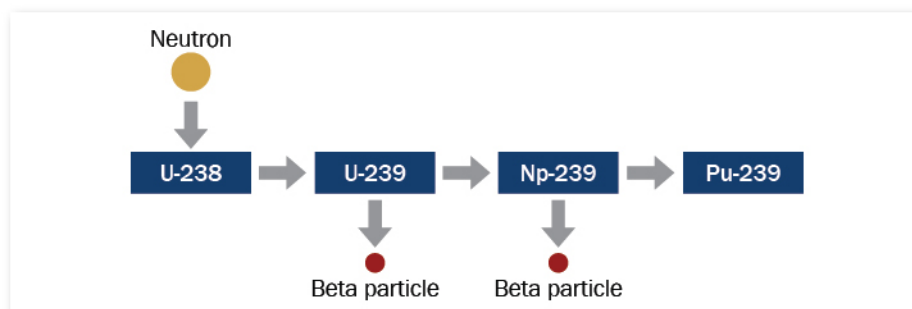 Neutron
U-238
U-239
Np-239
Pu-239
Beta particle
Beta particle